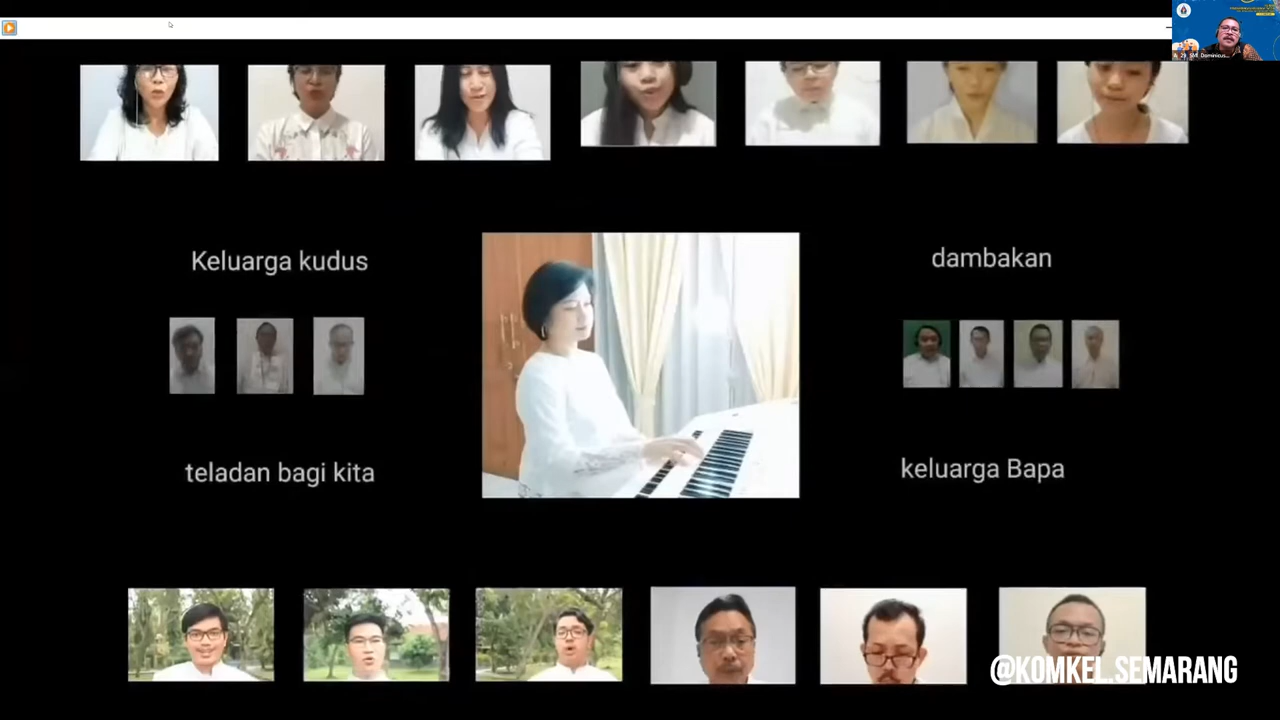 Keluarga kudus
dambakan
teladan bagi kita
keluarga Bapa
@KOMKEL.SEMARANG